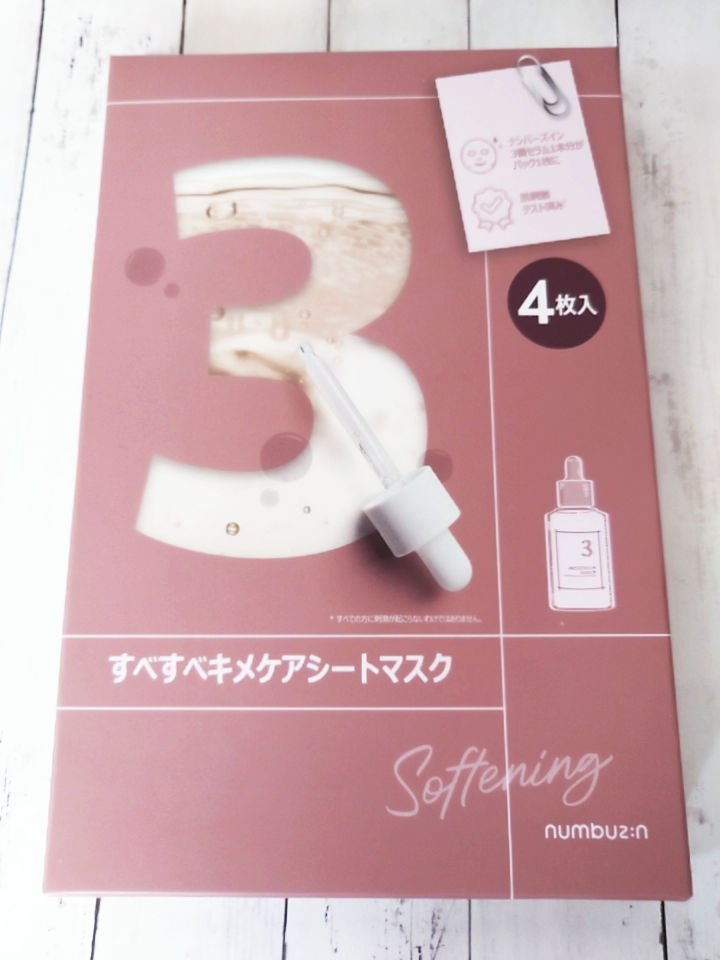 ナンバーズイン
3番セラム1本分が
パック1枚に
肌刺激
テスト済み
4枚入
3
3
* すべての方に刺激が起こらないわけではありません。
すべすべキメケアシートマスク
Softening
numbuz:n